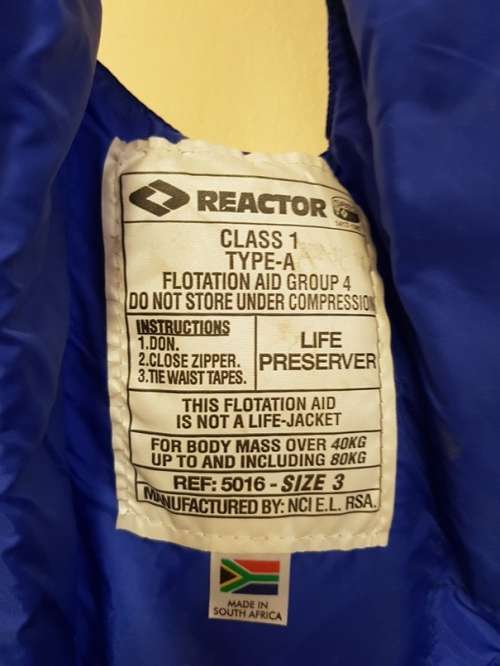 REACTOR
CLASS 1
TYPE-A
FLOTATION AID GROUP 4
DO NOT STORE UNDER COMPRESSION
INSTRUCTIONS
1.DON.
2.CLOSE ZIPPER.
3.TIE WAIST TAPES.
LIFE
PRESERVER
THIS FLOTATION AID
IS NOT A LIFE-JACKET
FOR BODY MASS OVER 40KG
UP TO AND INCLUDING 80KG
REF: 5016 - SIZE 3
MANUFACTURED BY: NCI E.L. RSA.
MADE IN
SOUTH AFRICA